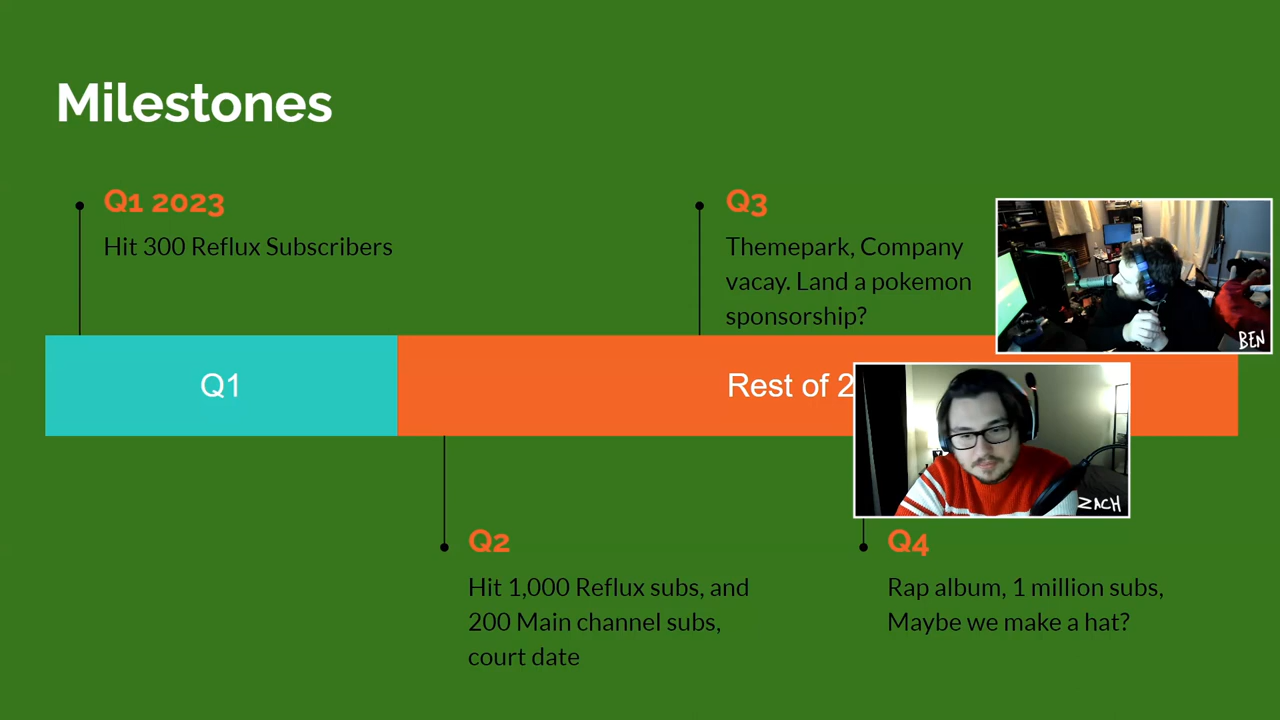 Milestones
Q1 2023
Hit 300 Reflux Subscribers
Q3
Themepark, Company
vacay. Land a pokemon
sponsorship?
BEN
Q1
Rest of 2
ZACH
Q2
Hit 1,000 Reflux subs, and
200 Main channel subs,
court date
Q4
Rap album, 1 million subs,
Maybe we make a hat?